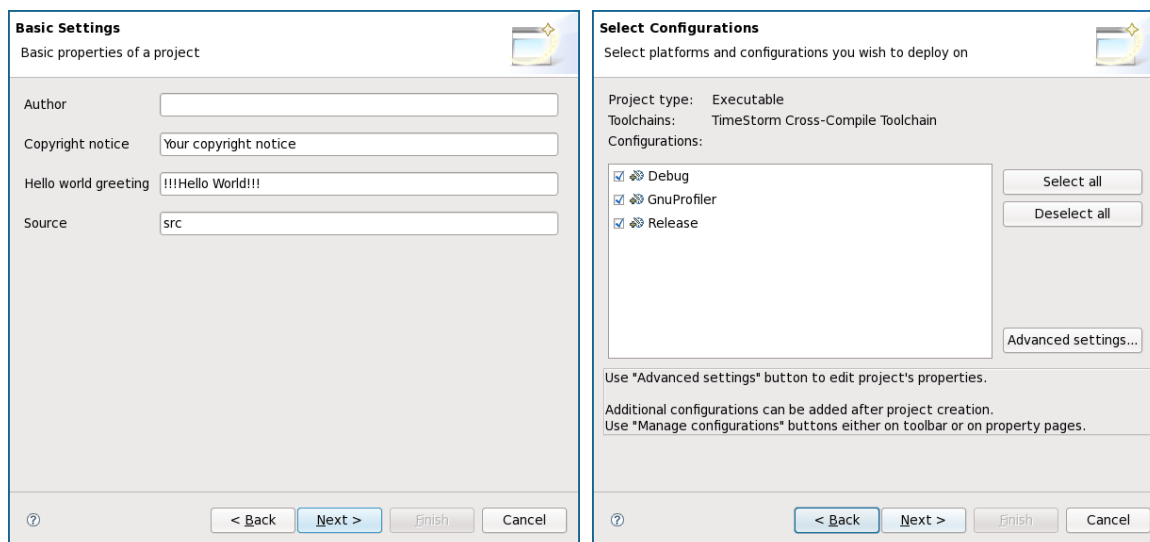 Basic Settings
Basic properties of a project
Author
Copyright notice Your copyright notice
Hello world greeting !!!Hello World!!!
Source src
< Back Next > Finish Cancel
Select Configurations
Select platforms and configurations you wish to deploy on
Project type: Executable
Toolchains: TimeStorm Cross-Compile Toolchain
Configurations:
Debug
GnuProfiler
Release
Select all
Deselect all
Advanced settings...
Use "Advanced settings" button to edit project's properties.
Additional configurations can be added after project creation.
Use "Manage configurations" buttons either on toolbar or on property pages.
< Back Next > Finish Cancel